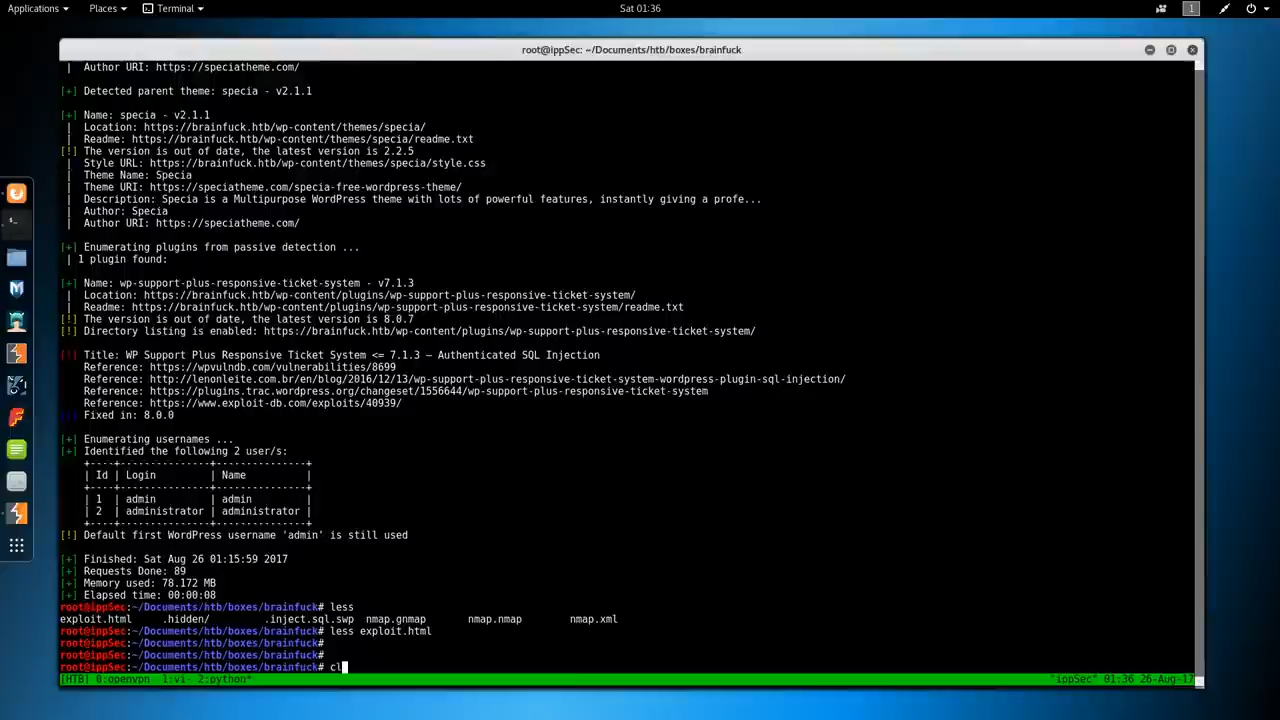 Applications Places Terminal Sat 01:36 1
root@ippSec: ~/Documents/htb/boxes/brainfuck
| Author URI: https://speciatheme.com/
[+] Detected parent theme: specia - v2.1.1
[+] Name: specia - v2.1.1
| Location: https://brainfuck.htb/wp-content/themes/specia/
| Readme: https://brainfuck.htb/wp-content/themes/specia/readme.txt
[!] The version is out of date, the latest version is 2.2.5
| Style URL: https://brainfuck.htb/wp-content/themes/specia/style.css
| Theme Name: Specia
| Theme URI: https://speciatheme.com/specia-free-wordpress-theme/
| Description: Specia is a Multipurpose WordPress theme with lots of powerful features, instantly giving a profe...
| Author: Specia
| Author URI: https://speciatheme.com/
[+] Enumerating plugins from passive detection ...
| 1 plugin found:
[+] Name: wp-support-plus-responsive-ticket-system - v7.1.3
| Location: https://brainfuck.htb/wp-content/plugins/wp-support-plus-responsive-ticket-system/
| Readme: https://brainfuck.htb/wp-content/plugins/wp-support-plus-responsive-ticket-system/readme.txt
[!] The version is out of date, the latest version is 8.0.7
[!] Directory listing is enabled: https://brainfuck.htb/wp-content/plugins/wp-support-plus-responsive-ticket-system/
[!] Title: WP Support Plus Responsive Ticket System <= 7.1.3 – Authenticated SQL Injection
Reference: https://wpvulndb.com/vulnerabilities/8699
Reference: http://lenonleite.com.br/en/blog/2016/12/13/wp-support-plus-responsive-ticket-system-wordpress-plugin-sql-injection/
Reference: https://plugins.trac.wordpress.org/changeset/1556644/wp-support-plus-responsive-ticket-system
Reference: https://www.exploit-db.com/exploits/40939/
[i] Fixed in: 8.0.0
[+] Enumerating usernames ...
[+] Identified the following 2 user/s:
+----+---------------+---------------+
| Id | Login | Name |
+----+---------------+---------------+
| 1 | admin | admin |
| 2 | administrator | administrator |
+----+---------------+---------------+
[!] Default first WordPress username 'admin' is still used
[+] Finished: Sat Aug 26 01:15:59 2017
[+] Requests Done: 89
[+] Memory used: 78.172 MB
[+] Elapsed time: 00:00:08
root@ippSec:~/Documents/htb/boxes/brainfuck# less
exploit.html .hidden/ .inject.sql.swp nmap.gnmap nmap.nmap nmap.xml
root@ippSec:~/Documents/htb/boxes/brainfuck# less exploit.html
root@ippSec:~/Documents/htb/boxes/brainfuck#
root@ippSec:~/Documents/htb/boxes/brainfuck#
root@ippSec:~/Documents/htb/boxes/brainfuck# cl
[HTB] 0:openvpn 1:vi- 2:python* "ippSec" 01:36 26-Aug-17